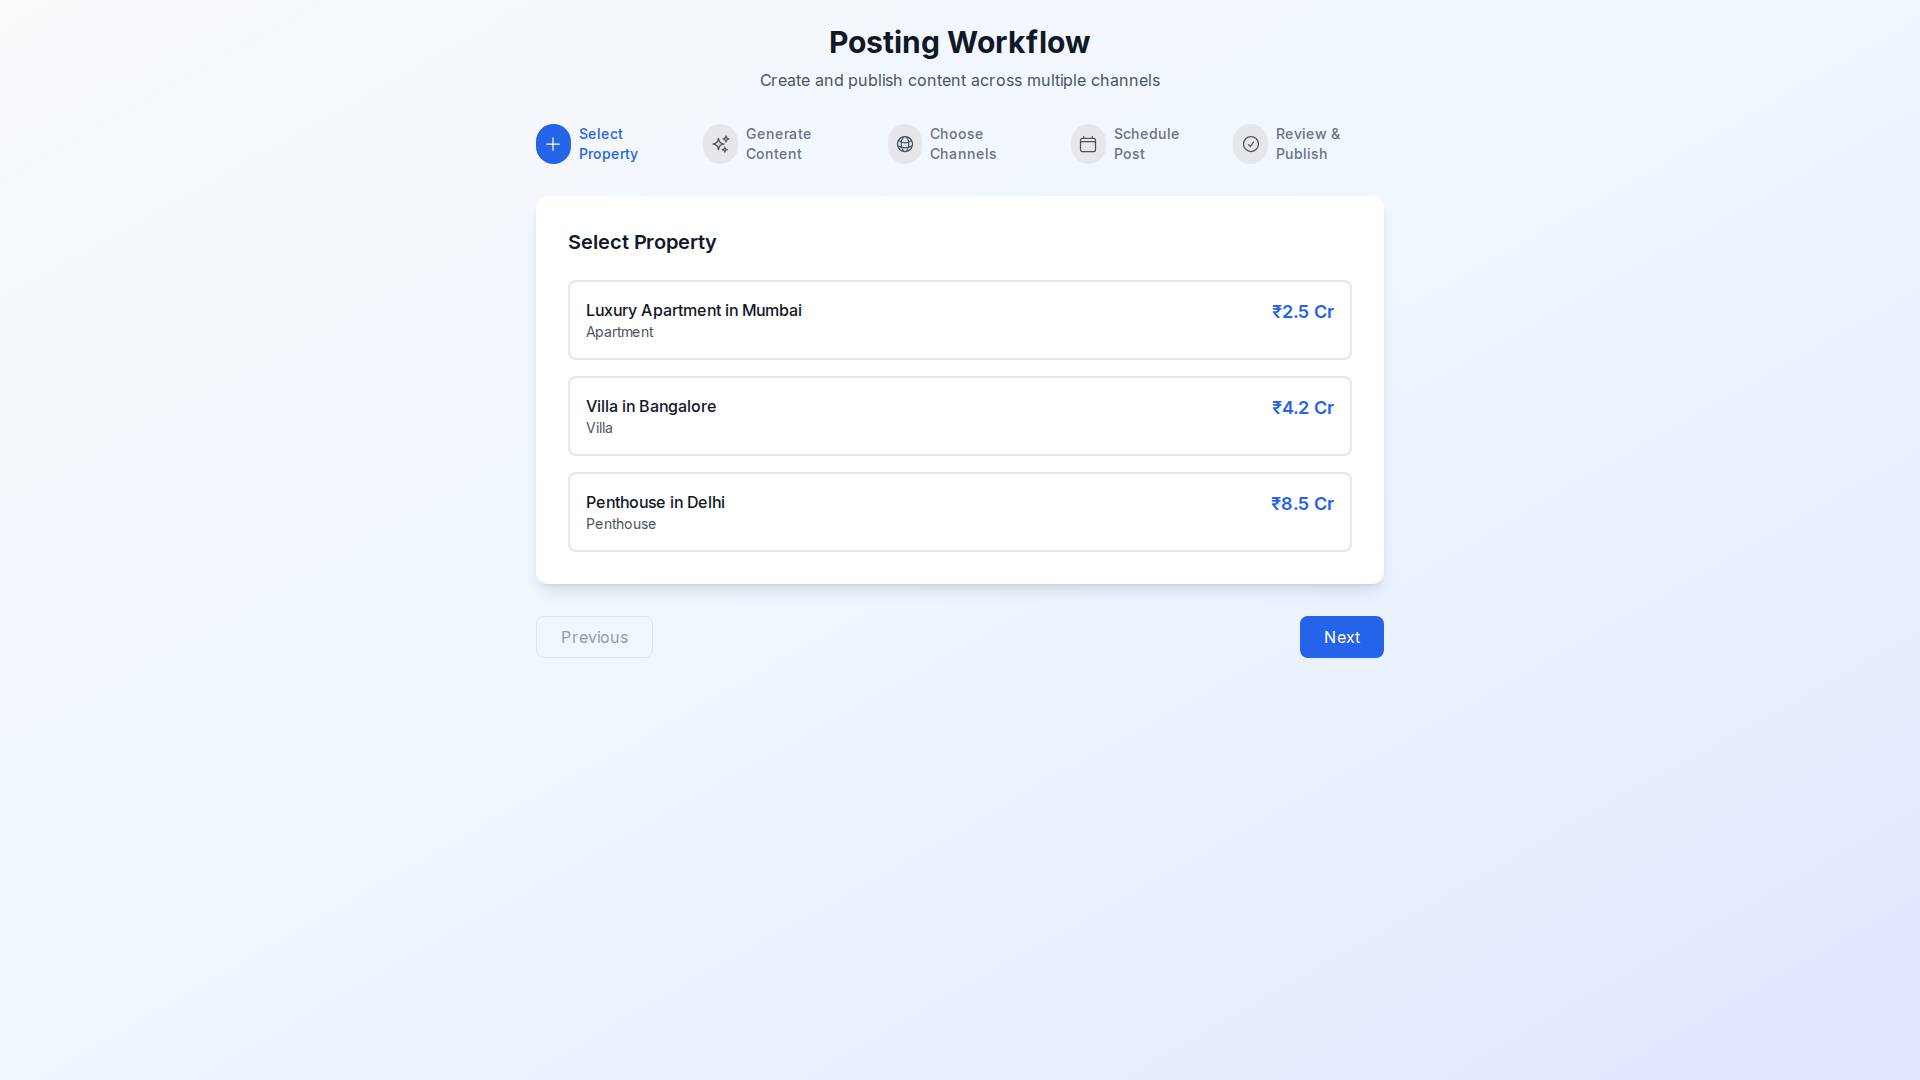 Posting Workflow
Create and publish content across multiple channels
Select
Property
Generate
Content
Choose
Channels
Schedule
Post
Review &
Publish
Select Property
Luxury Apartment in Mumbai
₹2.5 Cr
Apartment
Villa in Bangalore
₹4.2 Cr
Villa
Penthouse in Delhi
₹8.5 Cr
Penthouse
Previous
Next